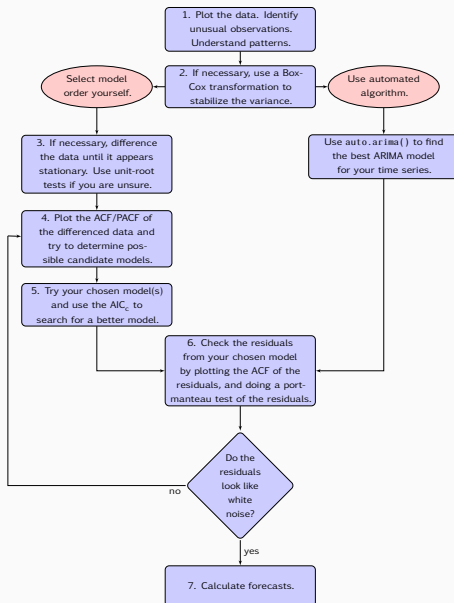 1. Plot the data. Identify
unusual observations.
Understand patterns.
Select model
order yourself.
2. If necessary, use a Box-
Cox transformation to
stabilize the variance.
Use automated
algorithm.
3. If necessary, difference
the data until it appears
stationary. Use unit-root
tests if you are unsure.
Use auto.arima() to find
the best ARIMA model
for your time series.
4. Plot the ACF/PACF of
the differenced data and
try to determine pos-
sible candidate models.
5. Try your chosen model(s)
and use the AICc to
search for a better model.
6. Check the residuals
from your chosen model
by plotting the ACF of the
residuals, and doing a port-
manteau test of the residuals.
Do the
residuals
look like
white
noise?
no
yes
7. Calculate forecasts.